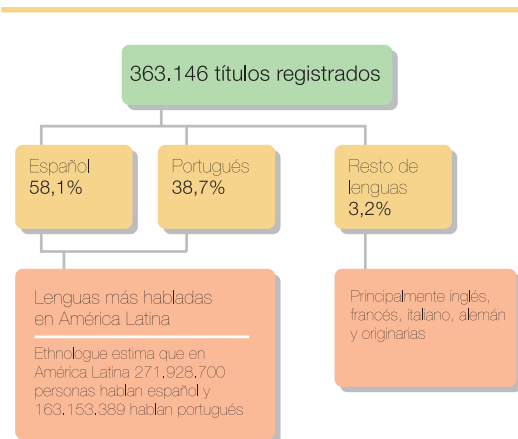 363.146 títulos registrados
Español
58,1%
Portugués
38,7%
Resto de
lenguas
3,2%
Lenguas más habladas
en América Latina
Ethnologue estima que en
América Latina 271.928.700
personas hablan español y
163.153.389 hablan portugués
Principalmente inglés,
francés, italiano, alemán
y originarias